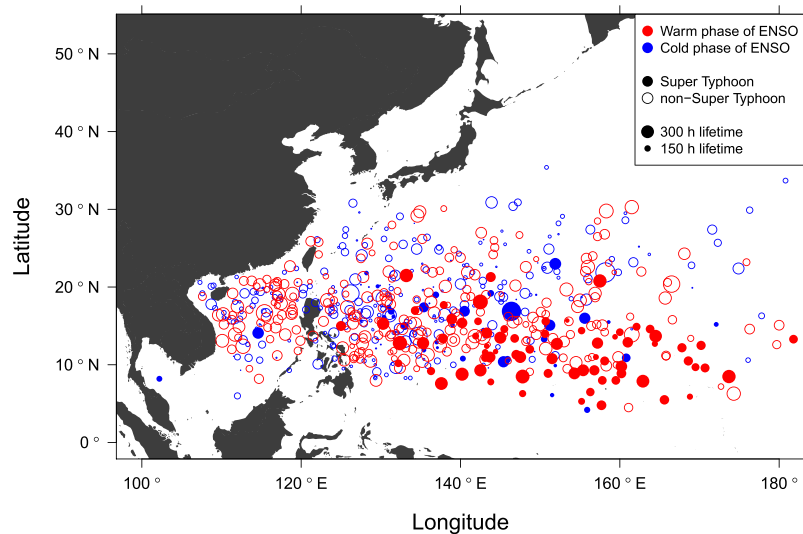 Warm phase of ENSO
Cold phase of ENSO
Super Typhoon
non−Super Typhoon
300 h lifetime
150 h lifetime
50 ° N
40 ° N
30 ° N
20 ° N
10 ° N
0 °
Latitude
100 °
120 ° E
140 ° E
160 ° E
180 °
Longitude